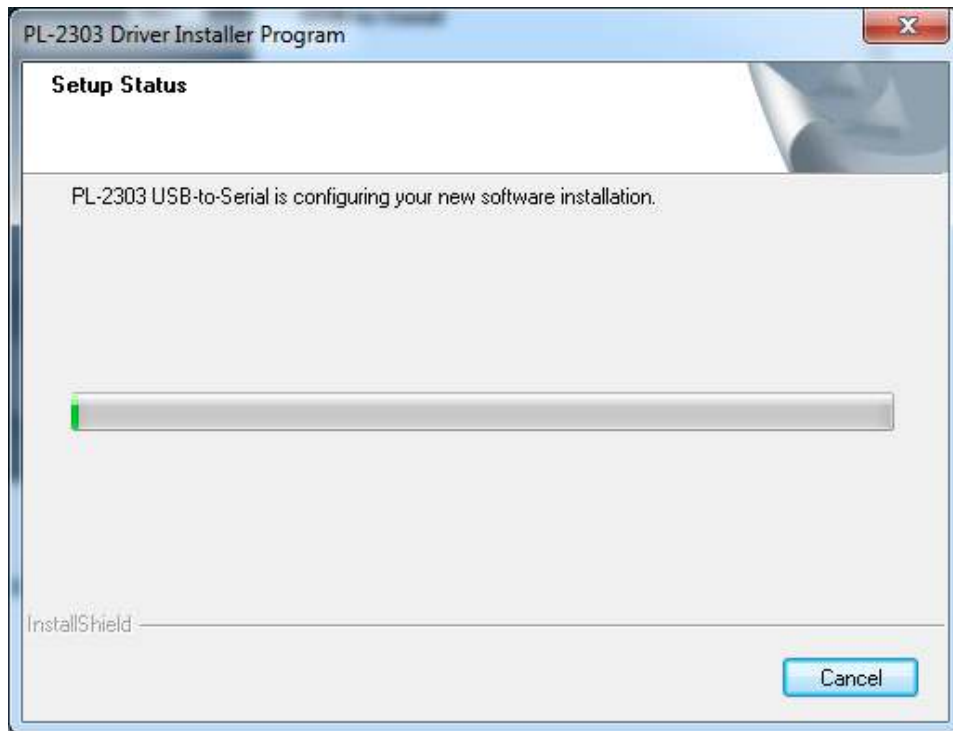 PL-2303 Driver Installer Program
Setup Status
PL-2303 USB-to-Serial is configuring your new software installation.
InstallShield
Cancel